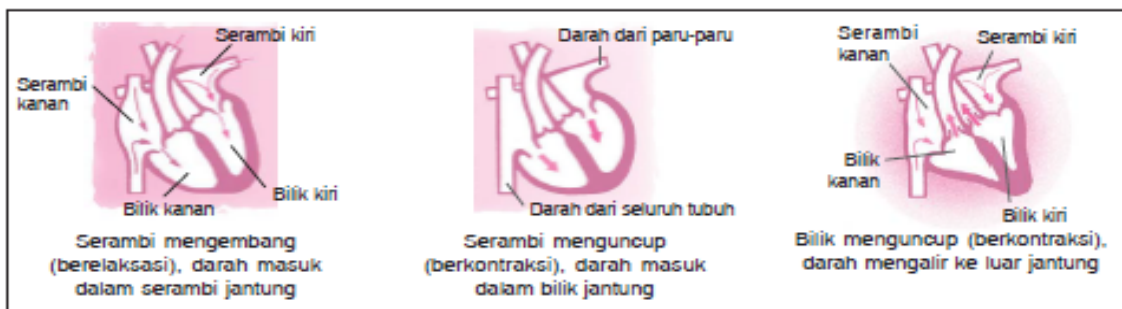 Serambi kiri
Serambi
kanan
Bilik kiri
Bilik kanan
Serambi mengembang
(berelaksasi), darah masuk
dalam serambi jantung
Darah dari paru-paru
Darah dari seluruh tubuh
Serambi menguncup
(berkontraksi), darah masuk
dalam bilik jantung
Serambi
kanan
Serambi kiri
Bilik
kanan
Bilik kiri
Bilik menguncup (berkontraksi),
darah mengalir ke luar jantung